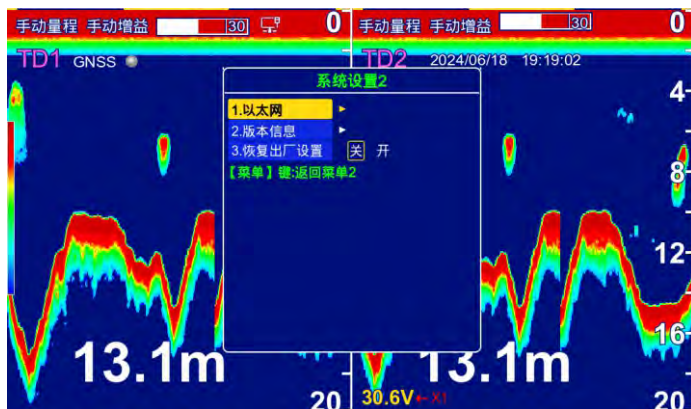 手动量程 手动增益 30 0
TD1 GNSS
手动量程 手动增益 30 0
TD2 2024/06/18 19:19:02
系统设置2
1.以太网
2.版本信息
3.恢复出厂设置 关 开
【菜单】键:返回菜单2
4
8
12
16
13.1m
20
13.1m
30.6V←X1
20